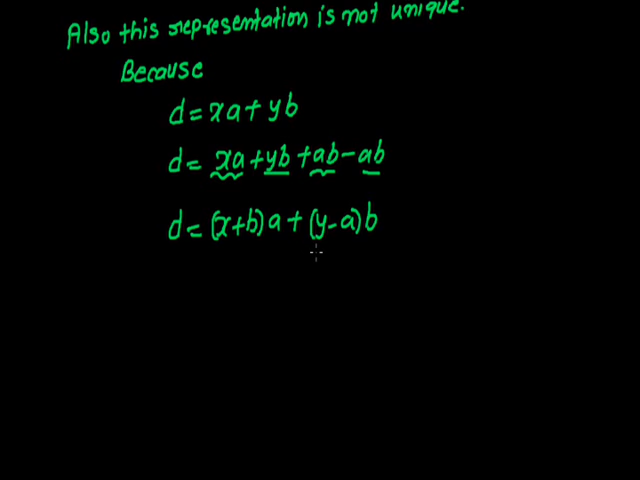 Also this representation is not unique.
Because
d = xa + yb
d = xa + yb + ab - ab
d = (x+b)a + (y-a)b